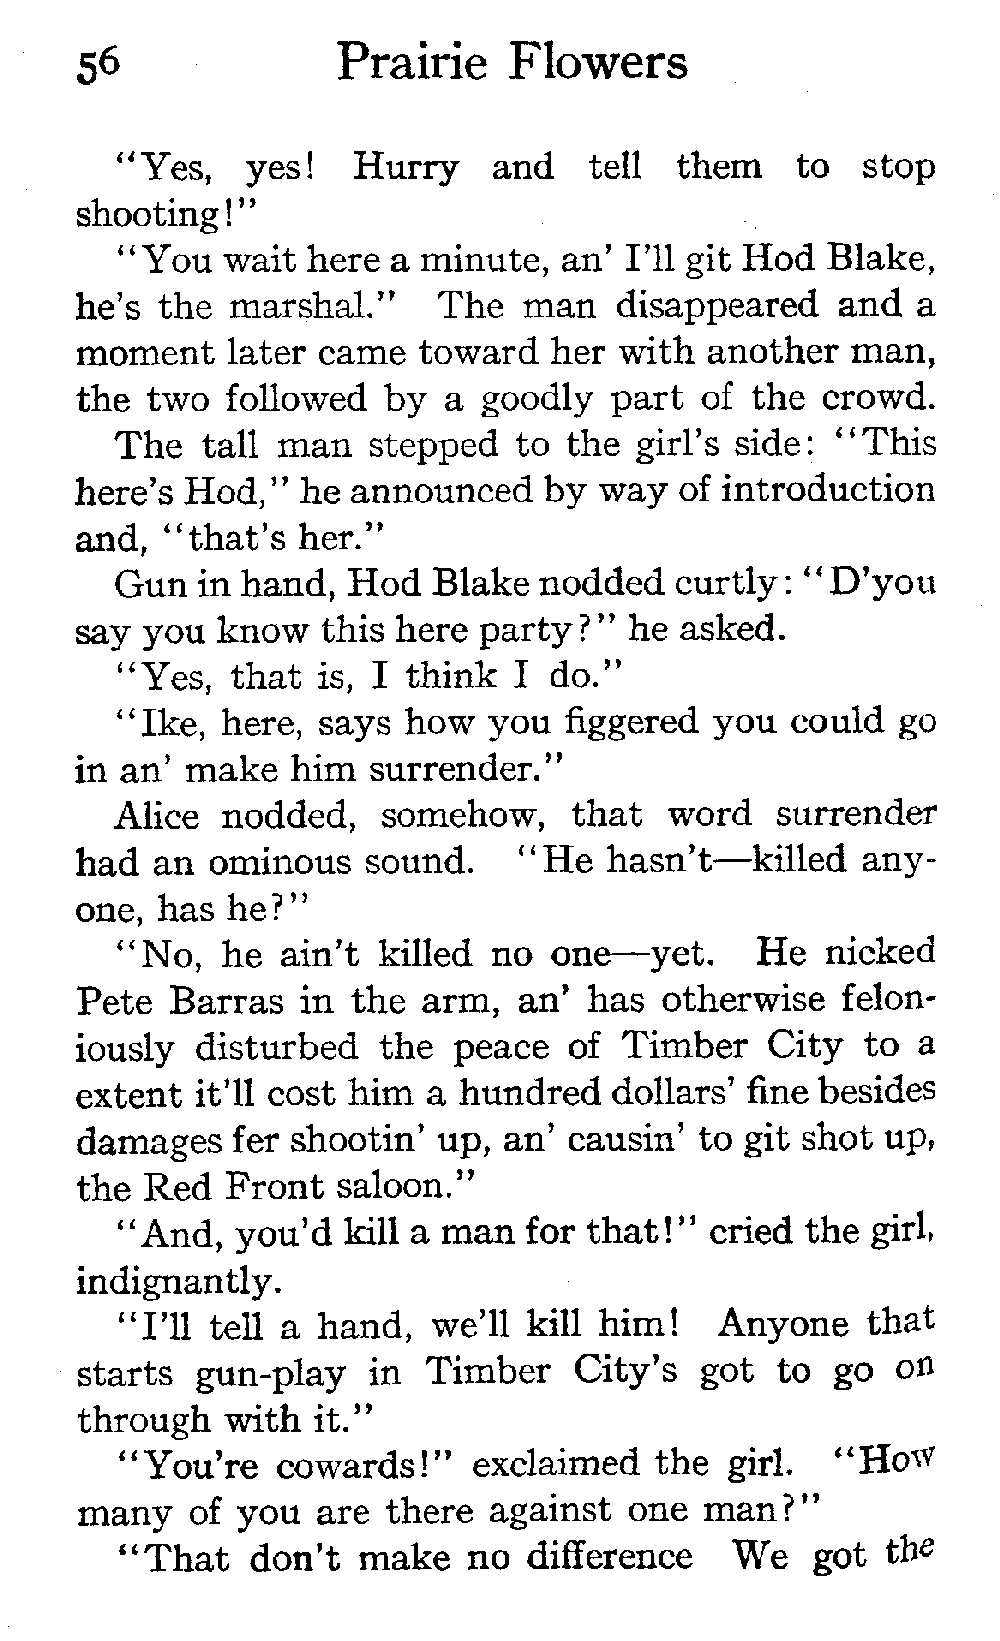 56 Prairie Flowers
"Yes, yes! Hurry and tell them to stop
shooting!"
"You wait here a minute, an' I'll git Hod Blake,
he's the marshal." The man disappeared and a
moment later came toward her with another man,
the two followed by a goodly part of the crowd.
The tall man stepped to the girl's side: "This
here's Hod," he announced by way of introduction
and, "that's her."
Gun in hand, Hod Blake nodded curtly: "D'you
say you know this here party?" he asked.
"Yes, that is, I think I do."
"Ike, here, says how you figgered you could go
in an' make him surrender."
Alice nodded, somehow, that word surrender
had an ominous sound. "He hasn't—killed any-
one, has he?"
"No, he ain't killed no one—yet. He nicked
Pete Barras in the arm, an' has otherwise felon-
iously disturbed the peace of Timber City to a
extent it'll cost him a hundred dollars' fine besides
damages fer shootin' up, an' causin' to git shot up,
the Red Front saloon."
"And, you'd kill a man for that!" cried the girl,
indignantly.
"I'll tell a hand, we'll kill him! Anyone that
starts gun-play in Timber City's got to go on
through with it."
"You're cowards!" exclaimed the girl. "How
many of you are there against one man?"
"That don't make no difference We got the